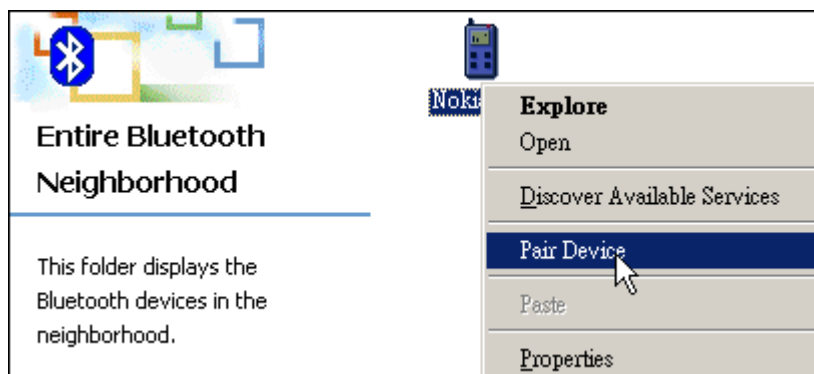 Entire Bluetooth
Neighborhood
This folder displays the
Bluetooth devices in the
neighborhood.
Explore
Open
Discover Available Services
Pair Device
Paste
Properties